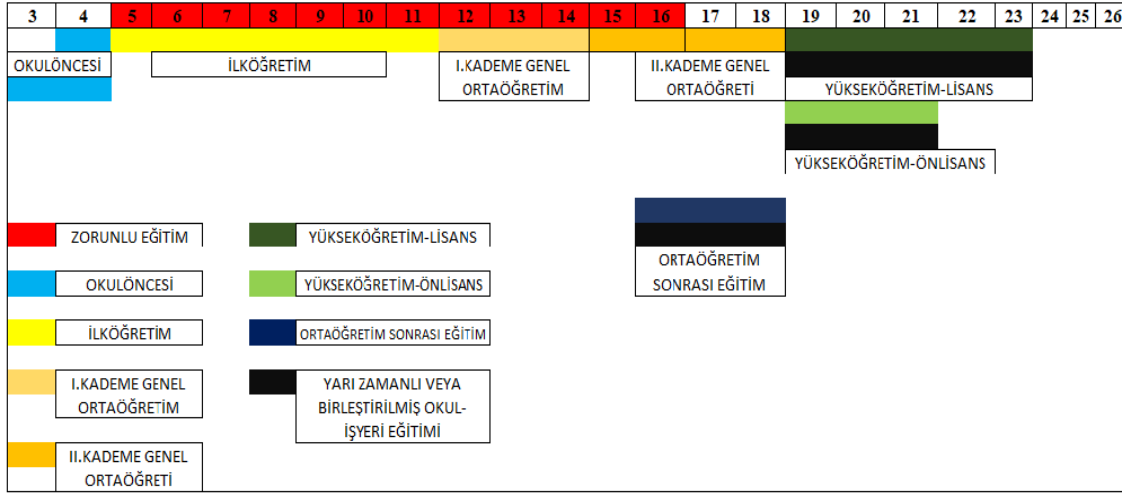 3 4 5 6 7 8 9 10 11 12 13 14 15 16 17 18 19 20 21 22 23 24 25 26
OKULÖNCESİ
İLKÖĞRETİM
I.KADEME GENEL
ORTAÖĞRETİM
II.KADEME GENEL
ORTAÖĞRETİ
YÜKSEKÖĞRETİM-LİSANS
YÜKSEKÖĞRETİM-ÖNLİSANS
ORTAÖĞRETİM
SONRASI EĞİTİM
ZORUNLU EĞİTİM
OKULÖNCESİ
İLKÖĞRETİM
I.KADEME GENEL
ORTAÖĞRETİM
II.KADEME GENEL
ORTAÖĞRETİ
YÜKSEKÖĞRETİM-LİSANS
YÜKSEKÖĞRETİM-ÖNLİSANS
ORTAÖĞRETİM SONRASI EĞİTİM
YARI ZAMANLI VEYA
BİRLEŞTİRİLMİŞ OKUL-
İŞYERİ EĞİTİMİ